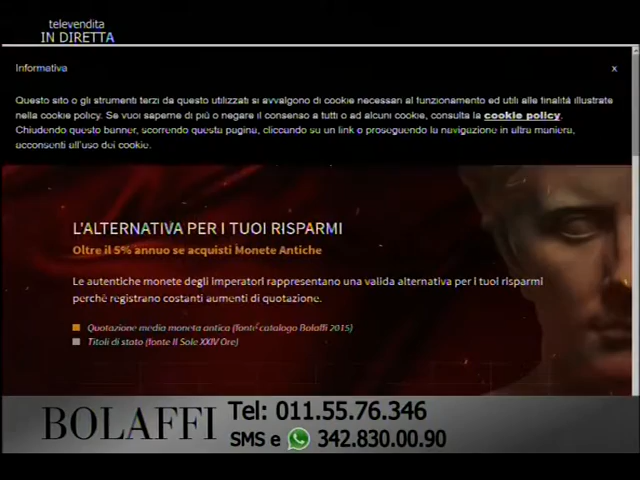 televendita
IN DIRETTA
Informativa
x
Questo sito o gli strumenti terzi da questo utilizzati si avvalgono di cookie necessari al funzionamento ed utili alle finalità illustrate
nella cookie policy. Se vuoi saperne di più o negare il consenso a tutti o ad alcuni cookie, consulta la cookie policy.
Chiudendo questo banner, scorrendo questa pagina, cliccando su un link o proseguendo la navigazione in altra maniera,
acconsenti all'uso dei cookie.
L'ALTERNATIVA PER I TUOI RISPARMI
Oltre il 5% annuo se acquisti Monete Antiche
Le autentiche monete degli imperatori rappresentano una valida alternativa per i tuoi risparmi
perchè registrano costanti aumenti di quotazione.
Quotazione media moneta antica (fonte catalogo Bolaffi 2015)
Titoli di stato (fonte Il Sole XXIV Ore)
BOLAFFI
Tel: 011.55.76.346
SMS e 342.830.00.90